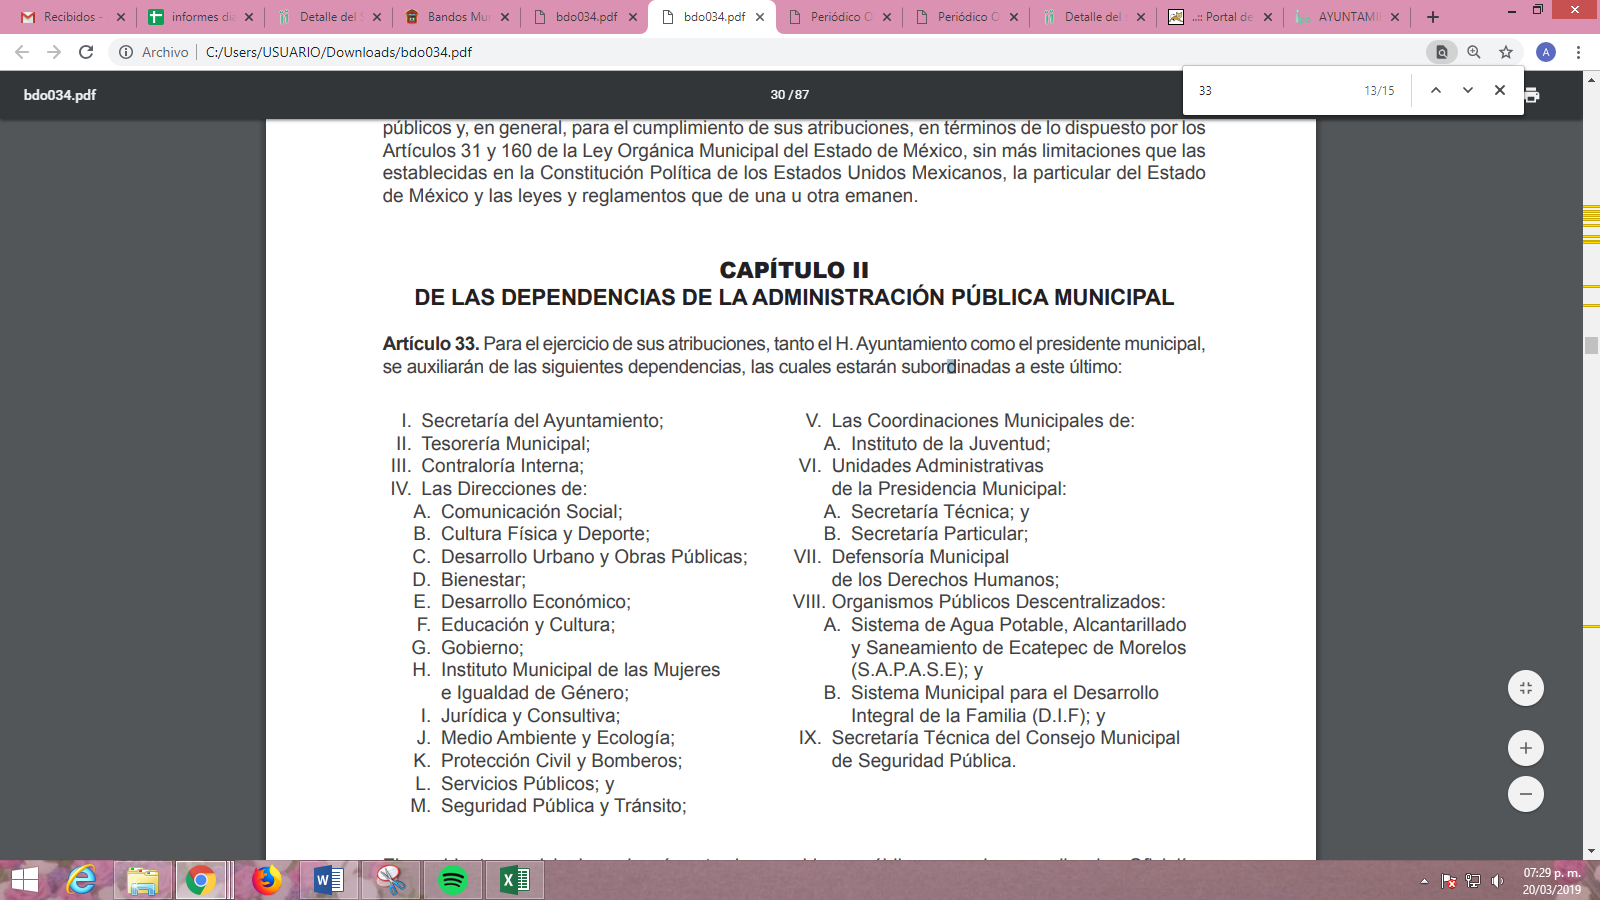 Recibidos -
informes di
Detalle del S
Bandos Mu
bdo034.pdf
bdo034.pdf
Periódico O
Periódico O
Detalle del
..:: Portal de
AYUNTAMI
Archivo
C:/Users/USUARIO/Downloads/bdo034.pdf
A
bdo034.pdf
30 / 87
33
13/15
públicos y, en general, para el cumplimiento de sus atribuciones, en términos de lo dispuesto por los
Artículos 31 y 160 de la Ley Orgánica Municipal del Estado de México, sin más limitaciones que las
establecidas en la Constitución Política de los Estados Unidos Mexicanos, la particular del Estado
de México y las leyes y reglamentos que de una u otra emanen.
CAPÍTULO II
DE LAS DEPENDENCIAS DE LA ADMINISTRACIÓN PÚBLICA MUNICIPAL
Artículo 33. Para el ejercicio de sus atribuciones, tanto el H. Ayuntamiento como el presidente municipal,
se auxiliarán de las siguientes dependencias, las cuales estarán subordinadas a este último:
I. Secretaría del Ayuntamiento;
II. Tesorería Municipal;
III. Contraloría Interna;
IV. Las Direcciones de:
A. Comunicación Social;
B. Cultura Física y Deporte;
C. Desarrollo Urbano y Obras Públicas;
D. Bienestar;
E. Desarrollo Económico;
F. Educación y Cultura;
G. Gobierno;
H. Instituto Municipal de las Mujeres
e Igualdad de Género;
I. Jurídica y Consultiva;
J. Medio Ambiente y Ecología;
K. Protección Civil y Bomberos;
L. Servicios Públicos; y
M. Seguridad Pública y Tránsito;
V. Las Coordinaciones Municipales de:
A. Instituto de la Juventud;
VI. Unidades Administrativas
de la Presidencia Municipal:
A. Secretaría Técnica; y
B. Secretaría Particular;
VII. Defensoría Municipal
de los Derechos Humanos;
VIII. Organismos Públicos Descentralizados:
A. Sistema de Agua Potable, Alcantarillado
y Saneamiento de Ecatepec de Morelos
(S.A.P.A.S.E); y
B. Sistema Municipal para el Desarrollo
Integral de la Familia (D.I.F); y
IX. Secretaría Técnica del Consejo Municipal
de Seguridad Pública.
07:29 p. m.
20/03/2019